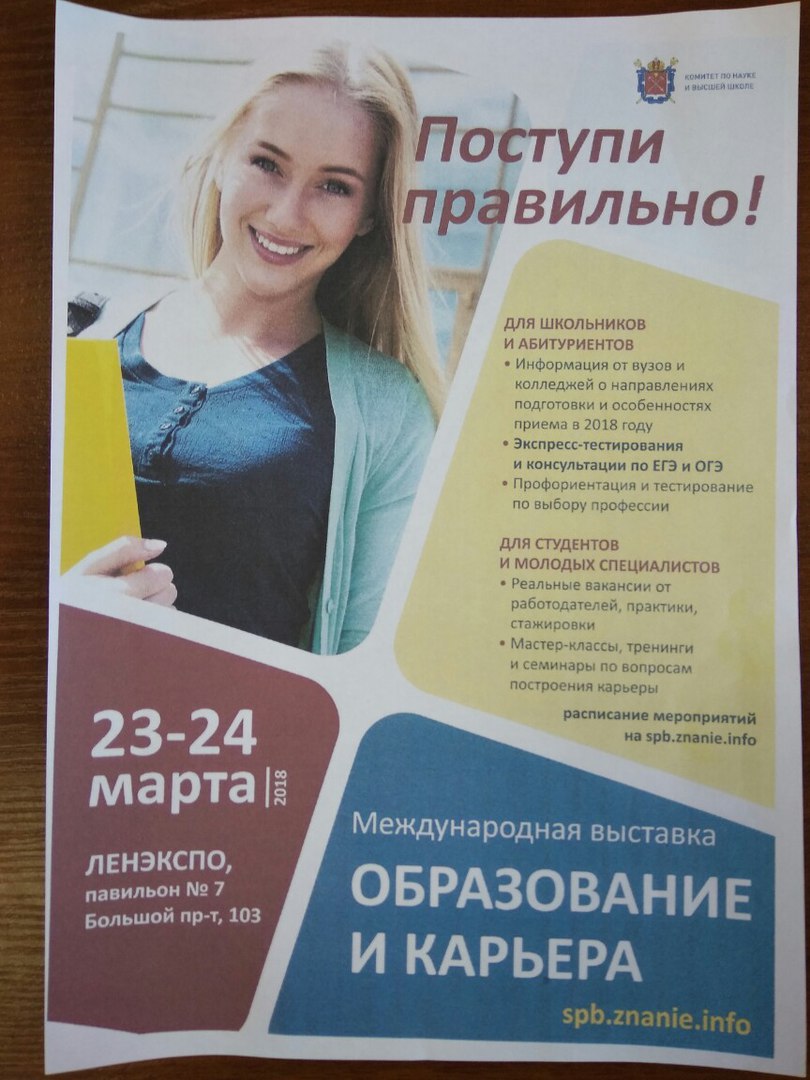 КОМИТЕТ ПО НАУКЕ
И ВЫСШЕЙ ШКОЛЕ
Поступи
правильно!
ДЛЯ ШКОЛЬНИКОВ
И АБИТУРИЕНТОВ
• Информация от вузов и
колледжей о направлениях
подготовки и особенностях
приема в 2018 году
• Экспресс-тестирования
и консультации по ЕГЭ и ОГЭ
• Профориентация и тестирование
по выбору профессии
ДЛЯ СТУДЕНТОВ
И МОЛОДЫХ СПЕЦИАЛИСТОВ
• Реальные вакансии от
работодателей, практики,
стажировки
• Мастер-классы, тренинги
и семинары по вопросам
построения карьеры
расписание мероприятий
на spb.znanie.info
23-24
марта
2018
ЛЕНЭКСПО,
павильон № 7
Большой пр-т, 103
Международная выставка
ОБРАЗОВАНИЕ
И КАРЬЕРА
spb.znanie.info